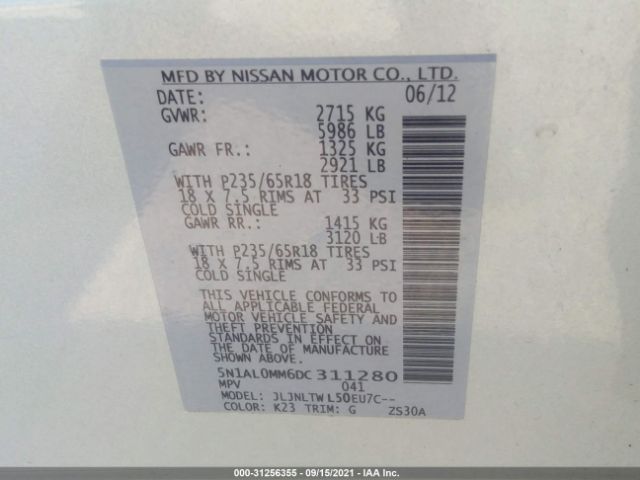 MFD BY NISSAN MOTOR CO., LTD.
DATE: 06/12
GVWR: 2715 KG
5986 LB
GAWR FR.: 1325 KG
2921 LB
WITH P235/65R18 TIRES
18 X 7.5 RIMS AT 33 PSI
COLD SINGLE
GAWR RR.: 1415 KG
3120 LB
WITH P235/65R18 TIRES
18 X 7.5 RIMS AT 33 PSI
COLD SINGLE
THIS VEHICLE CONFORMS TO
ALL APPLICABLE FEDERAL
MOTOR VEHICLE SAFETY AND
THEFT PREVENTION
STANDARDS IN EFFECT ON
THE DATE OF MANUFACTURE
SHOWN ABOVE.
5N1AL0MM6DC311280
MPV 041
MODEL: JLJNLTWL50EU7C--
COLOR: K23 TRIM: G ZS30A
000-31256355 - 09/15/2021 - IAA Inc.